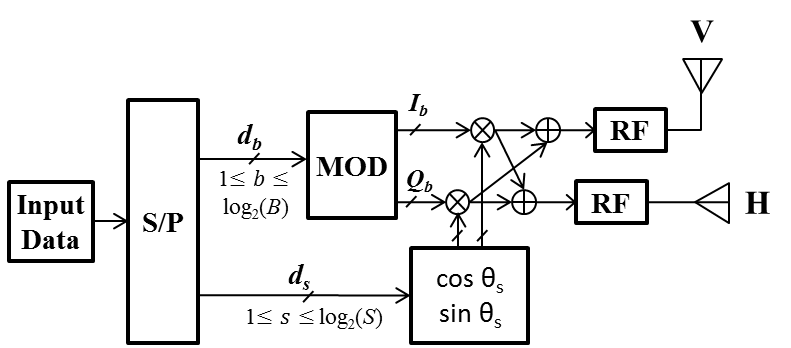 Input
Data
S/P
d_b
1≤ b ≤
log₂(B)
MOD
I_b
Q_b
RF
V
RF
H
d_s
1≤ s ≤log₂(S)
cos θ_s
sin θ_s